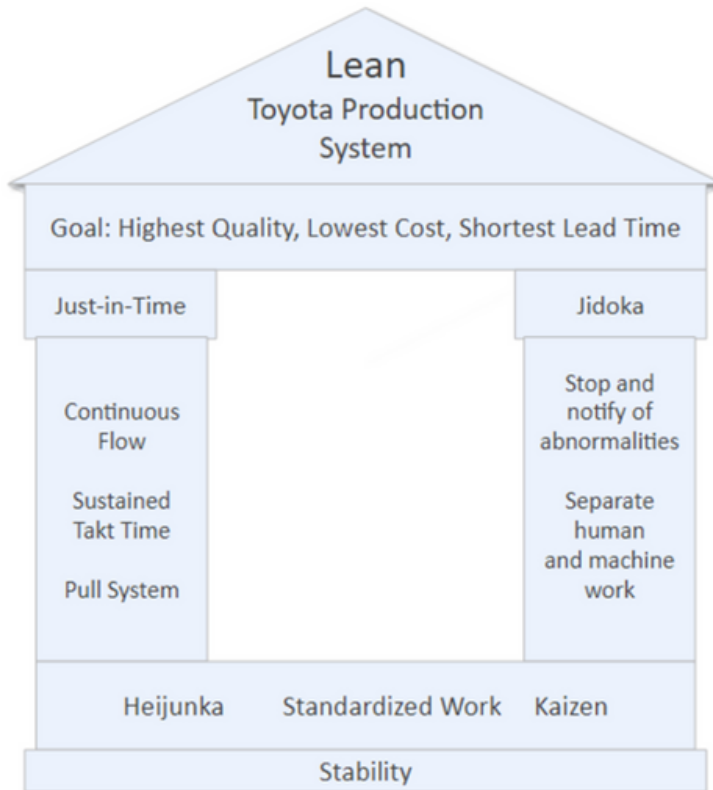 Lean
Toyota Production
System
Goal: Highest Quality, Lowest Cost, Shortest Lead Time
Just-in-Time
Jidoka
Continuous
Flow
Sustained
Takt Time
Pull System
Stop and
notify of
abnormalities
Separate
human
and machine
work
Heijunka Standardized Work Kaizen
Stability